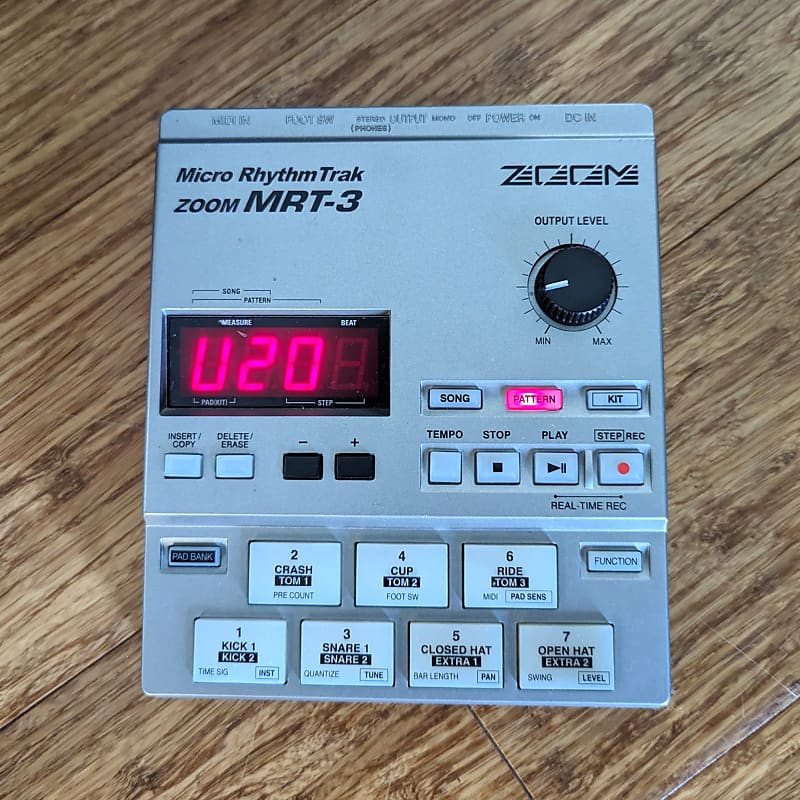 MIDI IN FOOT SW STEREO OUTPUT MONO OFF POWER ON DC IN
(PHONES)
Micro RhythmTrak
ZOOM MRT-3
ZOOM
OUTPUT LEVEL
MIN MAX
SONG
PATTERN
MEASURE BEAT
U20
PAD(KIT) STEP
SONG PATTERN KIT
INSERT/
COPY
DELETE/
ERASE
- +
TEMPO STOP PLAY STEP REC
REAL-TIME REC
PAD BANK
FUNCTION
2
CRASH
TOM 1
PRE COUNT
4
CUP
TOM 2
FOOT SW
6
RIDE
TOM 3
MIDI PAD SENS
1
KICK 1
KICK 2
TIME SIG INST
3
SNARE 1
SNARE 2
QUANTIZE TUNE
5
CLOSED HAT
EXTRA 1
BAR LENGTH PAN
7
OPEN HAT
EXTRA 2
SWING LEVEL